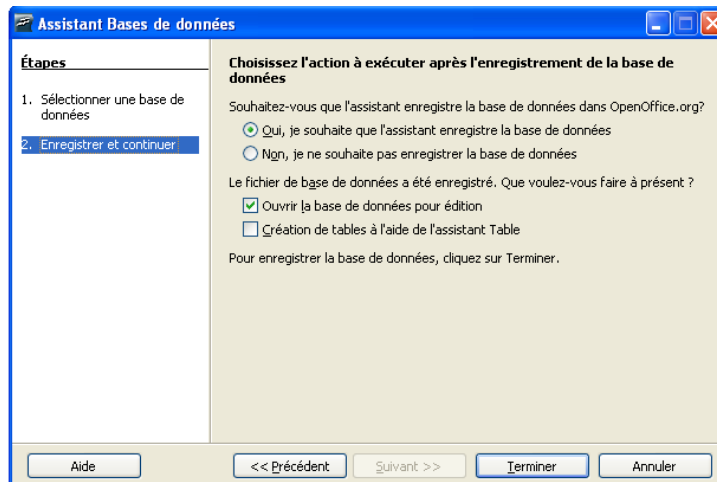 Assistant Bases de données
Étapes
1. Sélectionner une base de
données
2. Enregistrer et continuer
Choisissez l'action à exécuter après l'enregistrement de la base de
données
Souhaitez-vous que l'assistant enregistre la base de données dans OpenOffice.org?
Oui, je souhaite que l'assistant enregistre la base de données
Non, je ne souhaite pas enregistrer la base de données
Le fichier de base de données a été enregistré. Que voulez-vous faire à présent ?
Ouvrir la base de données pour édition
Création de tables à l'aide de l'assistant Table
Pour enregistrer la base de données, cliquez sur Terminer.
Aide
<< Précédent
Suivant >>
Terminer
Annuler